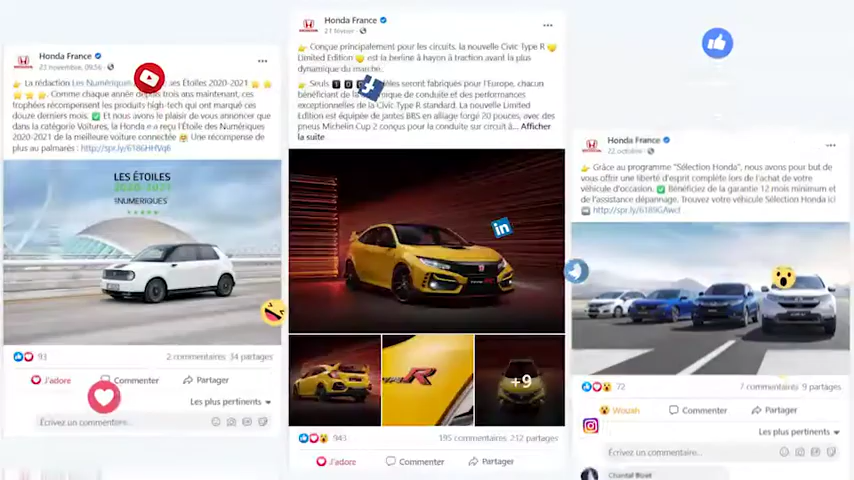 Honda France
23 novembre, 09:56
👉 La rédaction Les Numériques es Étoiles 2020-2021
Comme chaque année depuis trois ans maintenant, ces
trophées récompensent les produits high-tech qui ont marqué ces
douze derniers mois. ✅ Et nous avons le plaisir de vous annoncer que
dans la catégorie Voitures, la Honda e a reçu l'Étoile des Numériques
2020-2021 de la meilleure voiture connectée 🤗 Une récompense de
plus au palmarès : http://spr.ly/6186HHVq6
LES ÉTOILES
2020-2021
NUMERIQUES
93
2 commentaires 34 partages
J'adore Commenter Partager
Les plus pertinents
Écrivez un commentaire...
Honda France
21 février
👉 Conçue principalement pour les circuits, la nouvelle Civic Type R
Limited Edition 💛 est la berline à hayon à traction avant la plus
dynamique du marché.
👉 Seuls 1 0 èles seront fabriqués pour l'Europe, chacun
bénéficiant de la ique de conduite et des performances
exceptionnelles de la Civic Type R standard. La nouvelle Limited
Edition est équipée de jantes BBS en alliage forgé 20 pouces, avec
des pneus Michelin Cup 2 conçus pour la conduite sur circuit à... Afficher
la suite
in
R
+9
943
195 commentaires 212 partages
J'adore Commenter Partager
Honda France
22 octobre
👉 Grâce au programme "Sélection Honda", nous avons pour but de
vous offrir une liberté d'esprit complète lors de l'achat de votre
véhicule d'occasion. ✅ Bénéficiez de la garantie 12 mois minimum et
de l'assistance dépannage. Trouvez votre véhicule Sélection Honda ici
➡ http://spr.ly/6189GAwcl
72
7 commentaires 9 partages
Wouah Commenter Partager
Les plus pertinents
Écrivez un commentaire...
Chantal Bizot